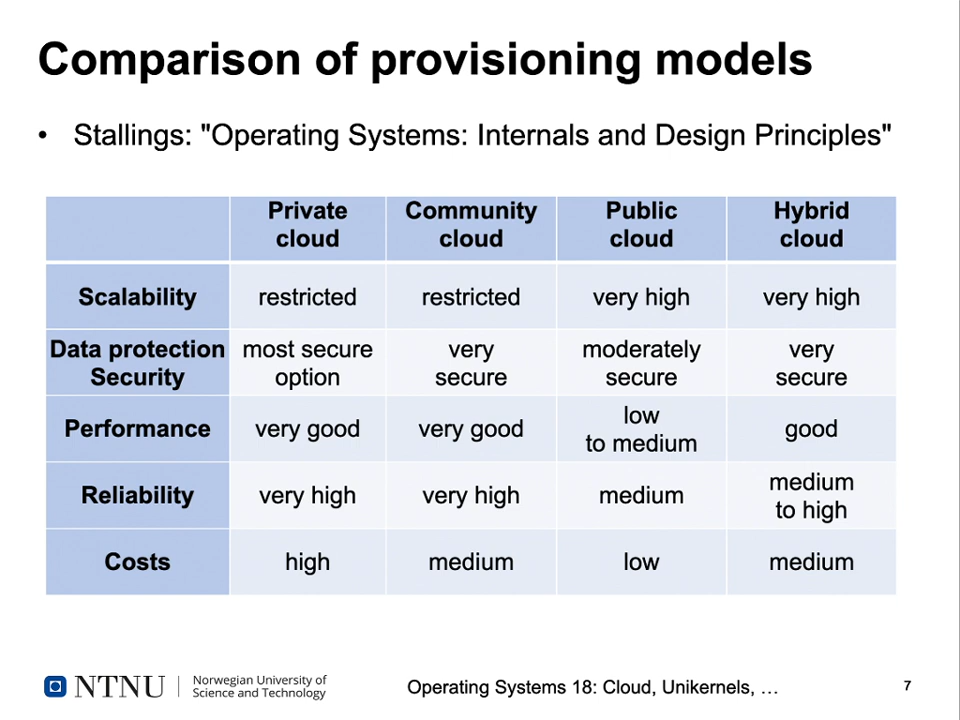 Comparison of provisioning models
• Stallings: "Operating Systems: Internals and Design Principles"
Private cloud Community cloud Public cloud Hybrid cloud
Scalability restricted restricted very high very high
Data protection Security most secure option very secure moderately secure very secure
Performance very good very good low to medium good
Reliability very high very high medium medium to high
Costs high medium low medium
NTNU Norwegian University of
Science and Technology
Operating Systems 18: Cloud, Unikernels, …
7